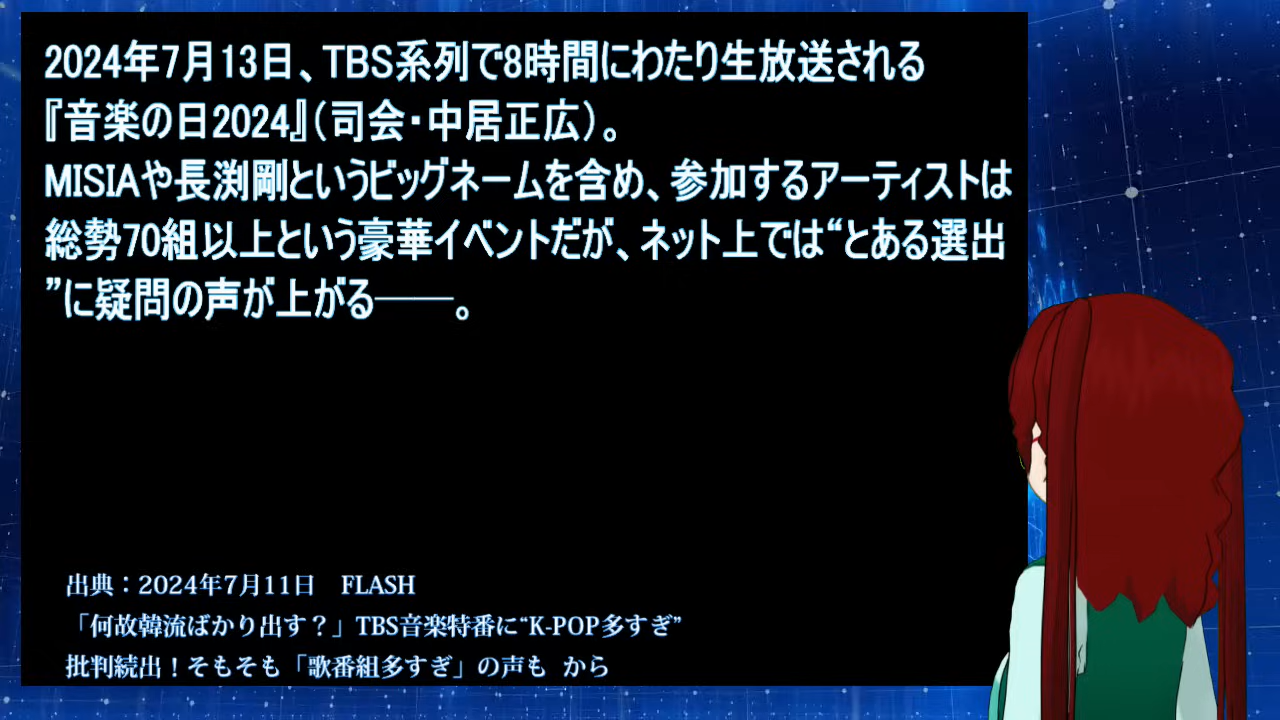 2024年7月13日、TBS系列で8時間にわたり生放送される
『音楽の日2024』（司会・中居正広）。
MISIAや長渕剛というビッグネームを含め、参加するアーティストは
総勢70組以上という豪華イベントだが、ネット上では“とある選出
”に疑問の声が上がる――。
出典：2024年7月11日　FLASH
「何故韓流ばかり出す？」TBS音楽特番に“K-POP多すぎ”
批判続出！そもそも「歌番組多すぎ」の声も から